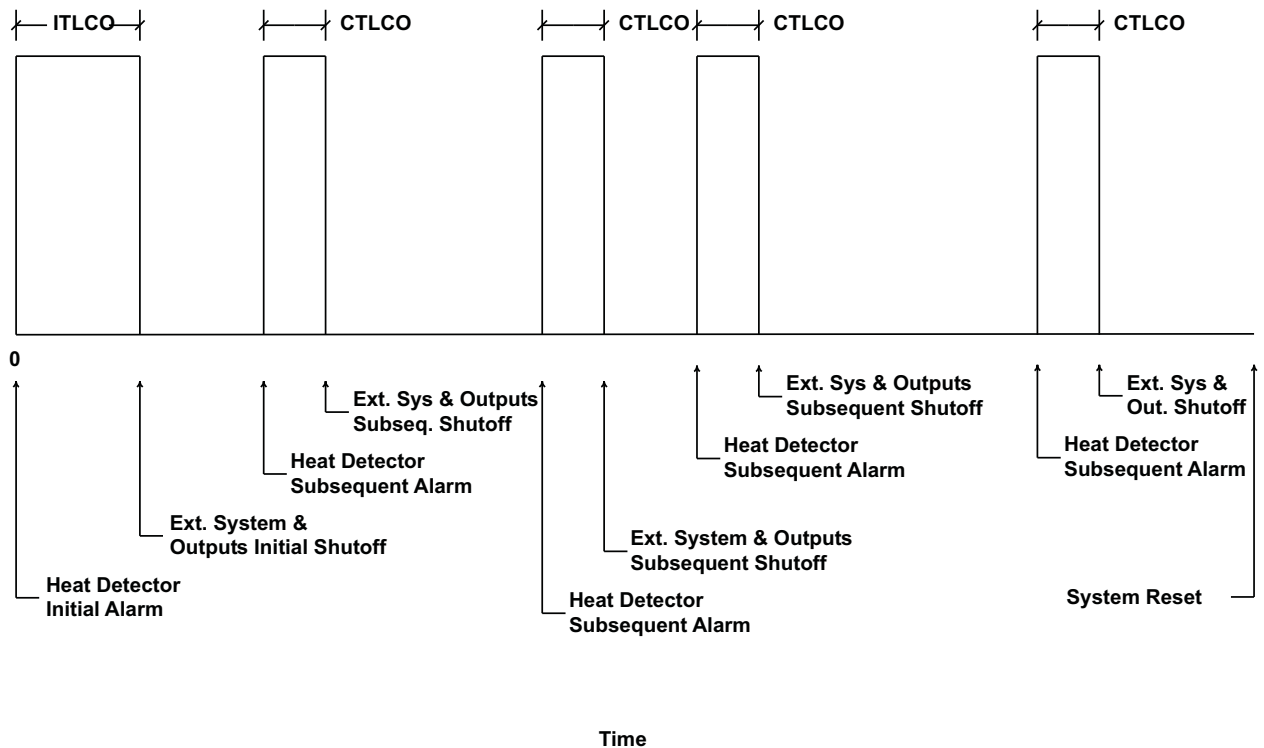 ITLCO
CTLCO
CTLCO
CTLCO
CTLCO
0
Ext. Sys & Outputs
Subseq. Shutoff
Ext. Sys & Outputs
Subsequent Shutoff
Ext. Sys &
Out. Shutoff
Heat Detector
Subsequent Alarm
Heat Detector
Subsequent Alarm
Heat Detector
Subsequent Alarm
Ext. System &
Outputs Initial Shutoff
Ext. System & Outputs
Subsequent Shutoff
Heat Detector
Initial Alarm
Heat Detector
Subsequent Alarm
System Reset
Time